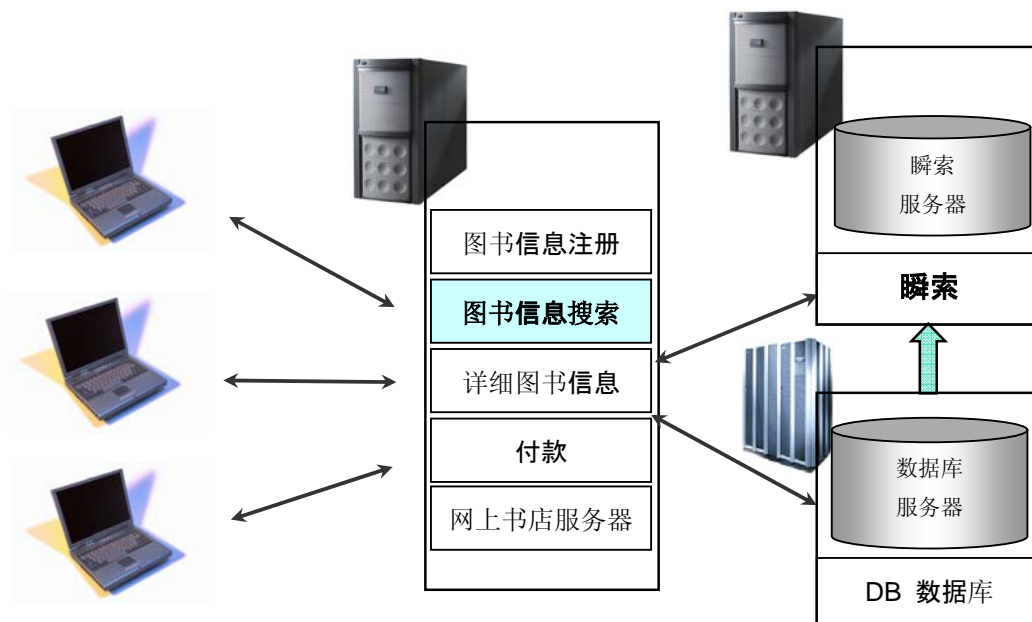 图书信息注册
图书信息搜索
详细图书信息
付款
网上书店服务器
瞬索
服务器
瞬索
数据库
服务器
DB 数据库